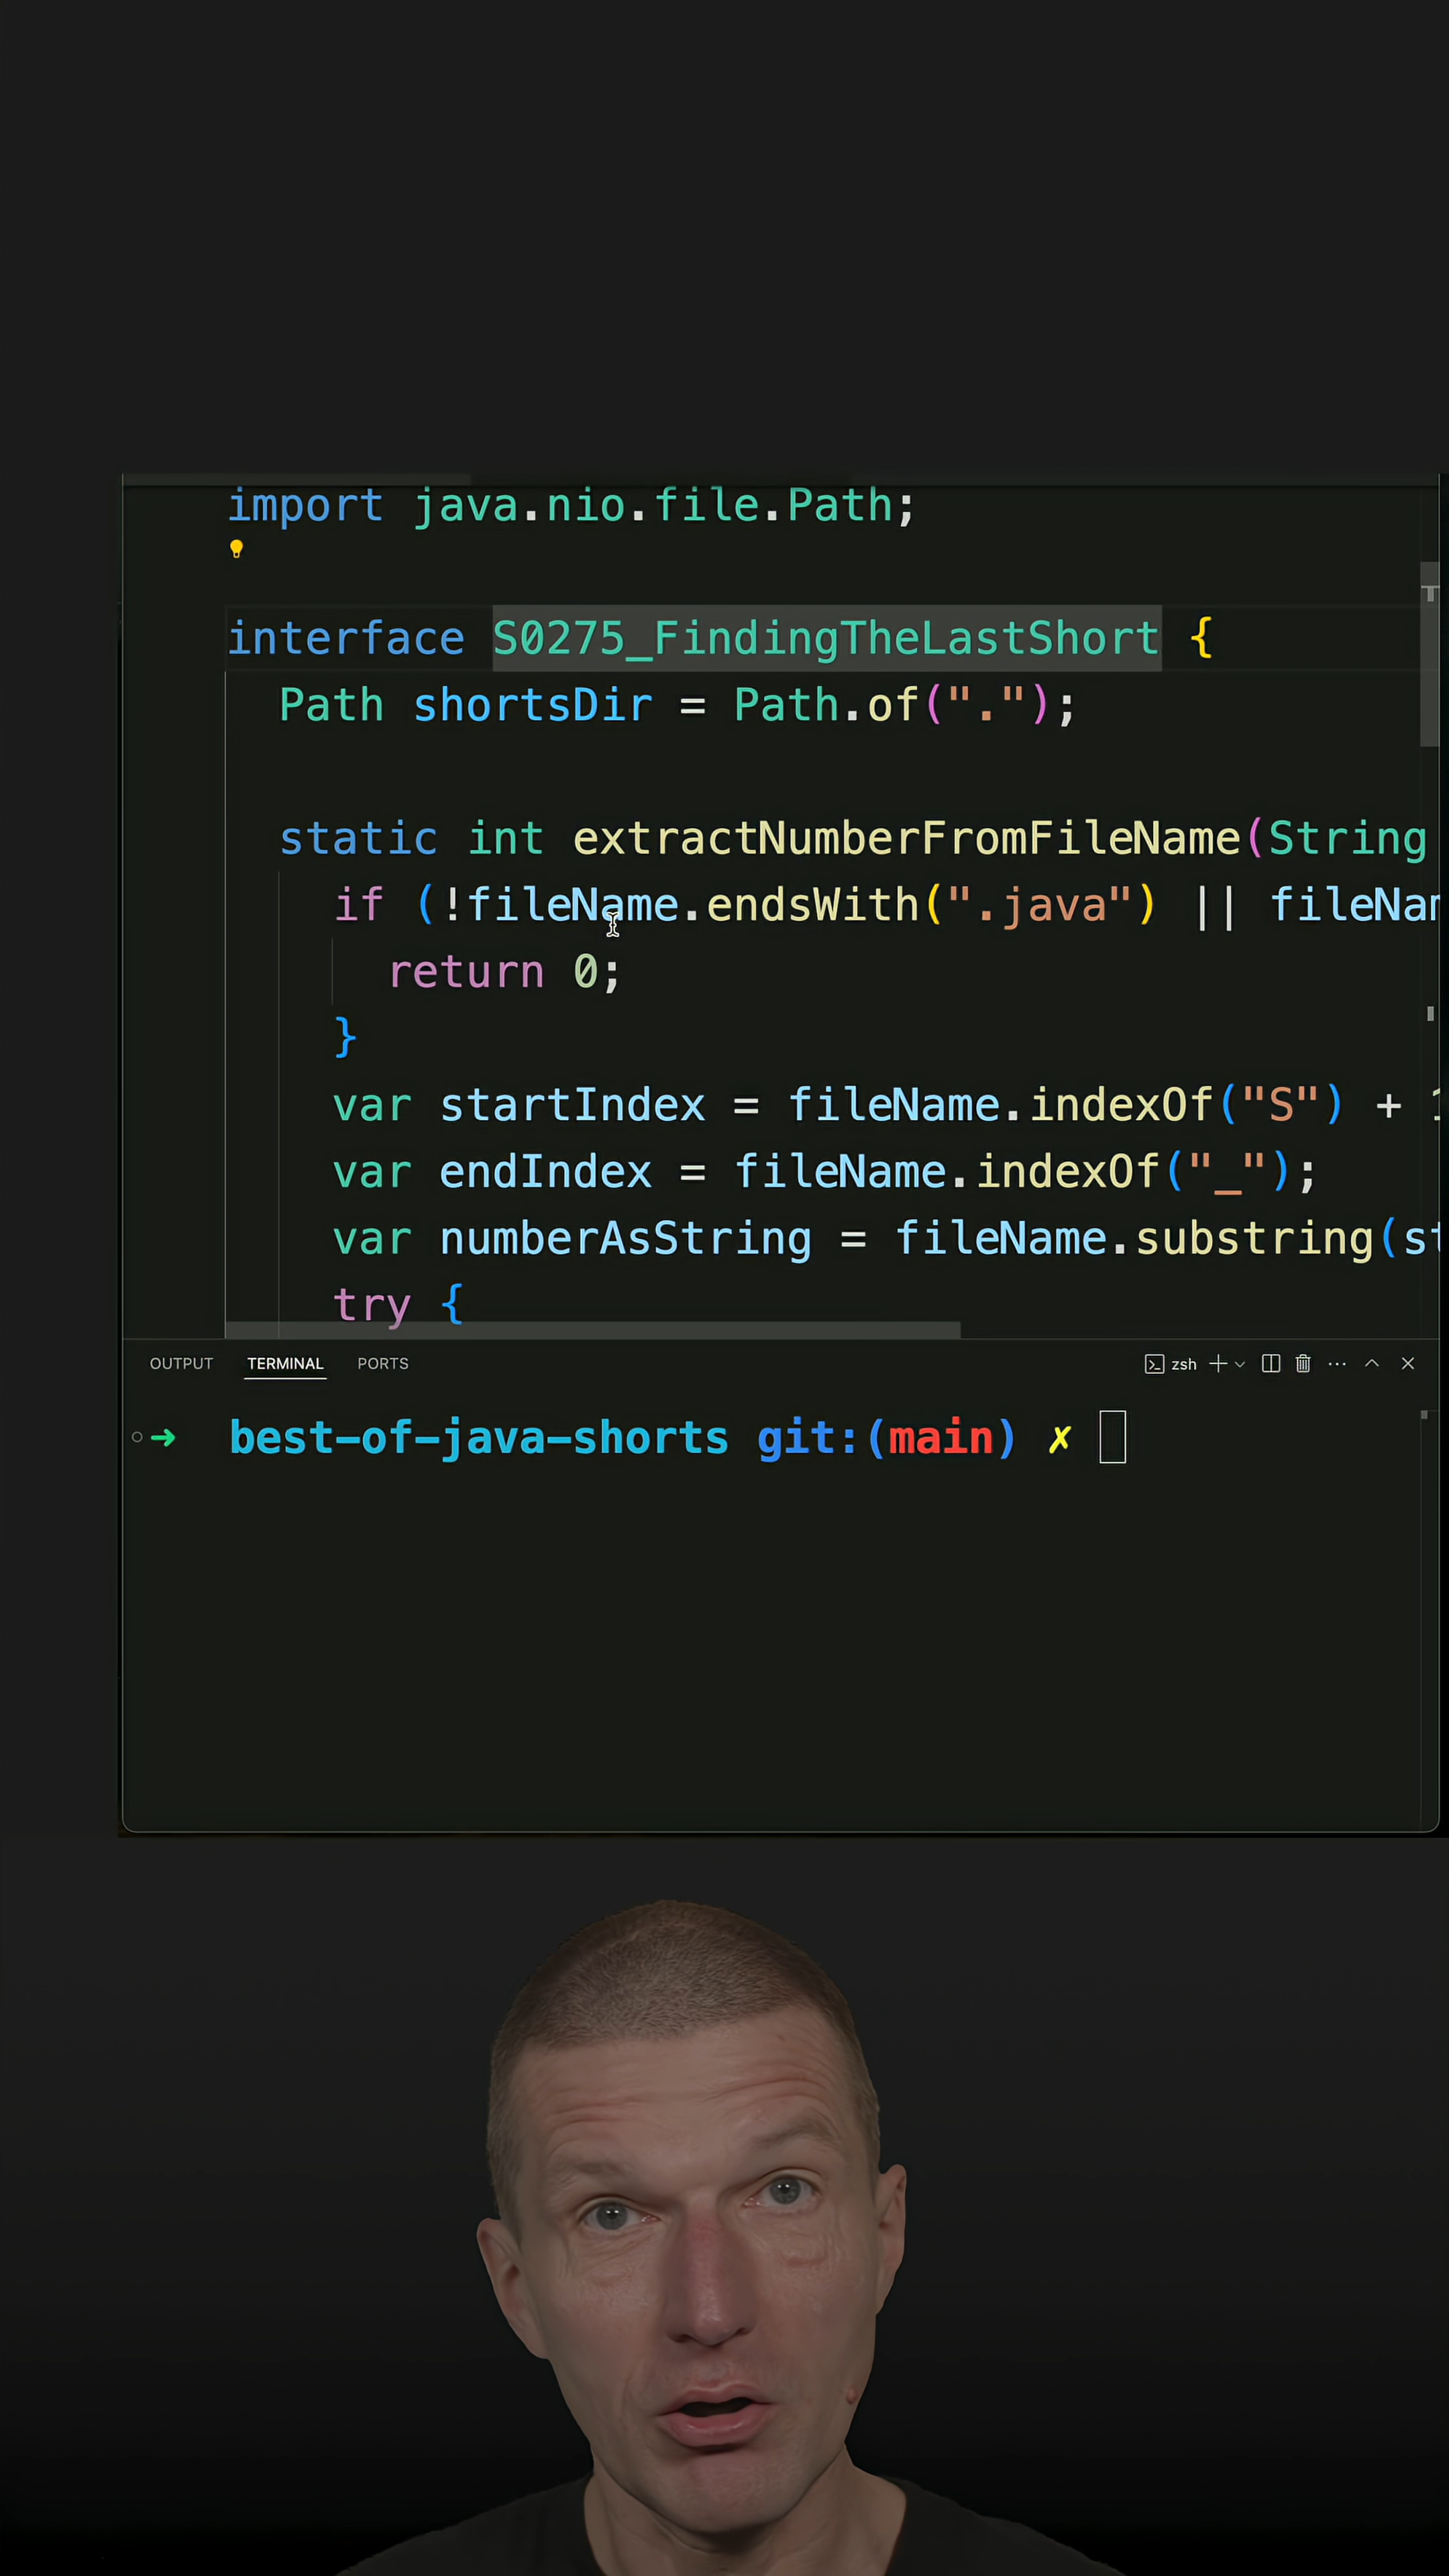 import java.nio.file.Path;
interface S0275_FindingTheLastShort {
Path shortsDir = Path.of(".");
static int extractNumberFromFileName(String
if (!fileName.endsWith(".java") ||
return 0;
}
var startIndex = fileName.indexOf("S") +
var endIndex = fileName.indexOf("_");
var numberAsString = fileName.substring(
try {
OUTPUT TERMINAL PORTS zsh
best-of-java-shorts git:(main) ✗